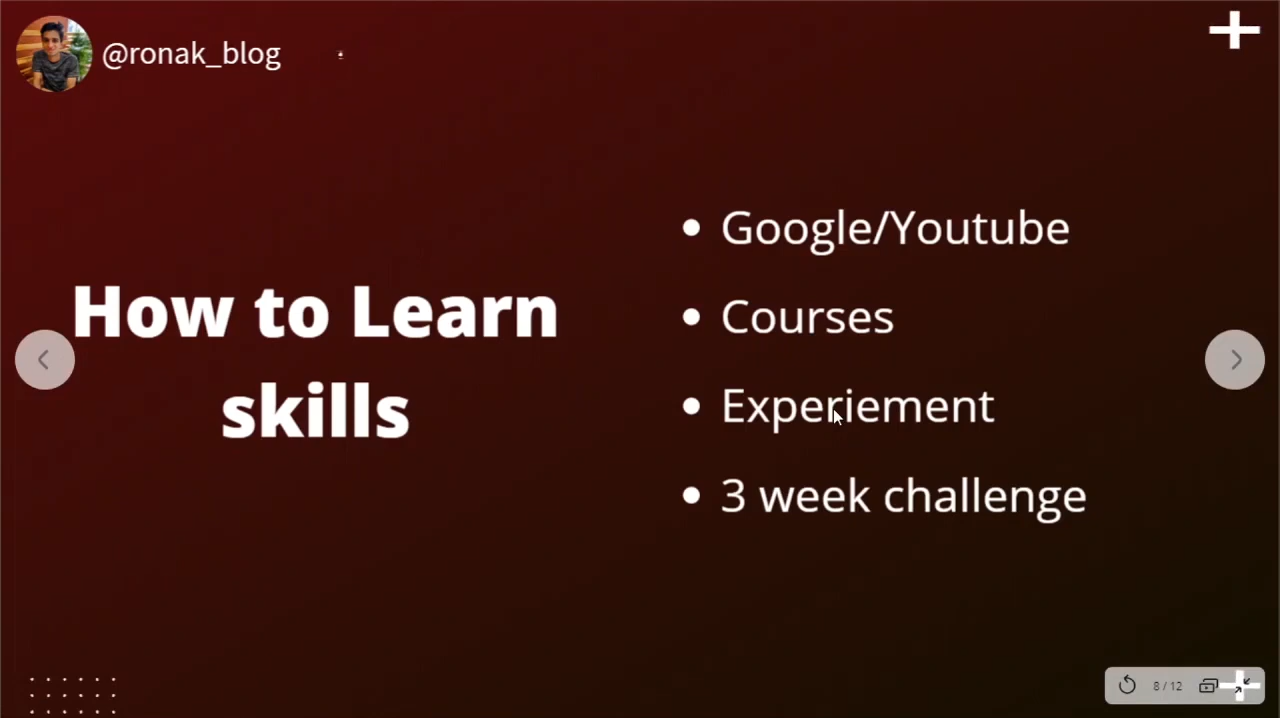 @ronak_blog
How to Learn
skills
Google/Youtube
Courses
Experiement
3 week challenge
8 / 12